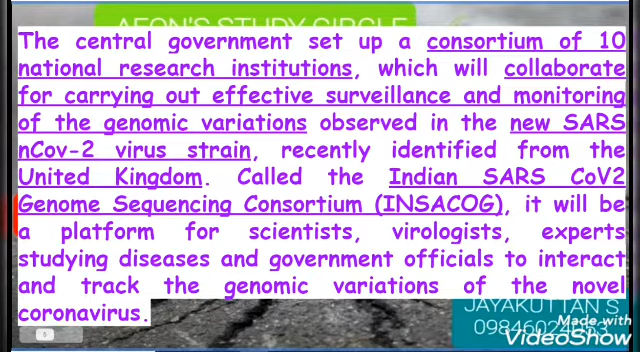 AEON'S STUDY CIRCLE
The central government set up a consortium of 10
national research institutions, which will collaborate
for carrying out effective surveillance and monitoring
of the genomic variations observed in the new SARS
nCov-2 virus strain, recently identified from the
United Kingdom. Called the Indian SARS CoV2
Genome Sequencing Consortium (INSACOG), it will be
a platform for scientists, virologists, experts
studying diseases and government officials to interact
and track the genomic variations of the novel
coronavirus.
5
JAYAKUTTAN'S
Made with
VideoShow